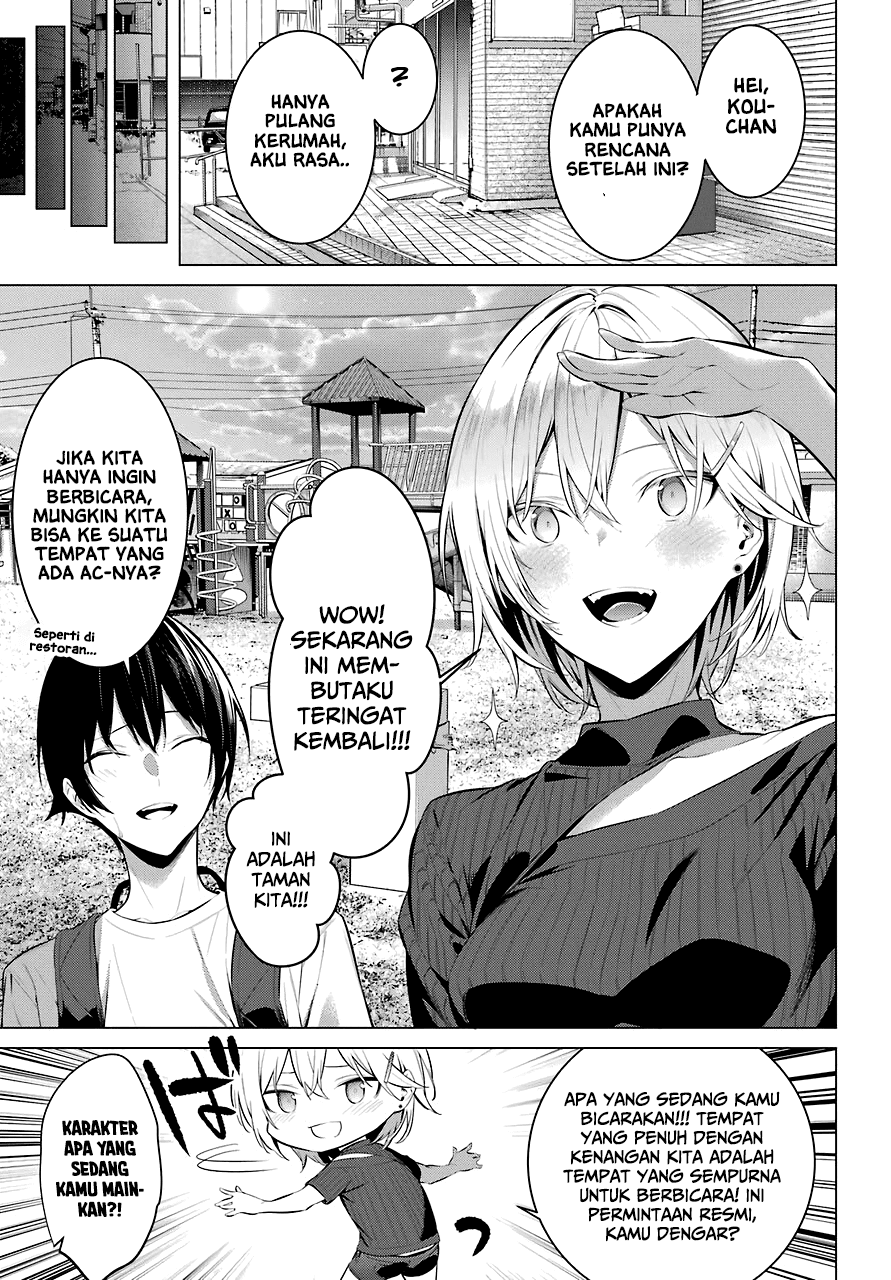 HEI,
KOU-
CHAN
APAKAH
KAMU PUNYA
RENCANA
SETELAH INI?
?
HANYA
PULANG
KERUMAH,
AKU RASA..
WOW!
SEKARANG
INI MEM-
BUTAKU
TERINGAT
KEMBALI!!!
INI
ADALAH
TAMAN
KITA!!!
JIKA KITA
HANYA INGIN
BERBICARA,
MUNGKIN KITA
BISA KE SUATU
TEMPAT YANG
ADA AC-NYA?
Seperti di
restoran...
APA YANG SEDANG KAMU
BICARAKAN!!! TEMPAT
YANG PENUH DENGAN
KENANGAN KITA ADALAH
TEMPAT YANG SEMPURNA
UNTUK BERBICARA! INI
PERMINTAAN RESMI,
KAMU DENGAR?
ばっ
KARAKTER
APA YANG
SEDANG
KAMU MAIN-
KAN?!